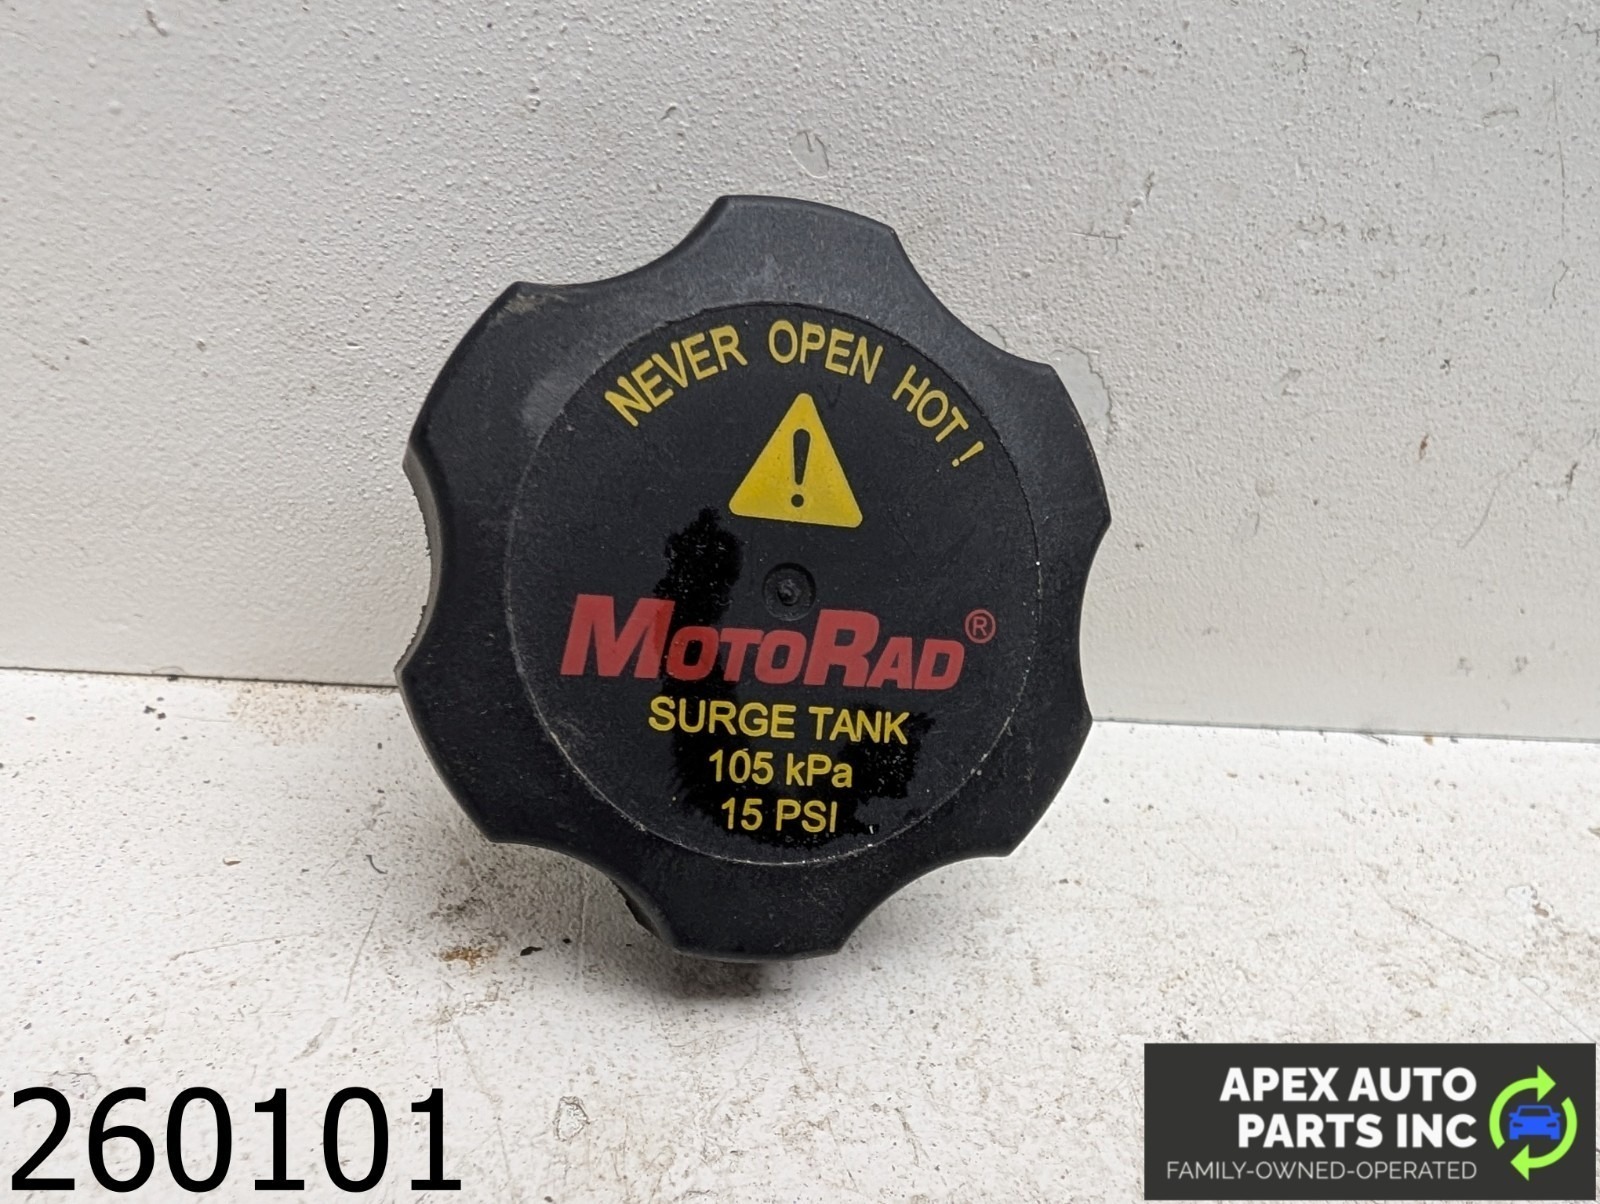 NEVER OPEN HOT!
MOTORAD®
SURGE TANK
105 kPa
15 PSI
260101
APEX AUTO
PARTS INC
FAMILY-OWNED-OPERATED